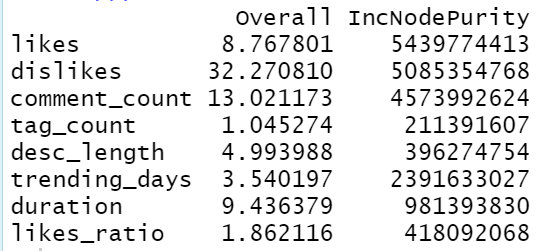 Overall IncNodePurity
likes 8.767801 5439774413
dislikes 32.270810 5085354768
comment_count 13.021173 4573992624
tag_count 1.045274 211391607
desc_length 4.993988 396274754
trending_days 3.540197 2391633027
duration 9.436379 981393830
likes_ratio 1.862116 418092068